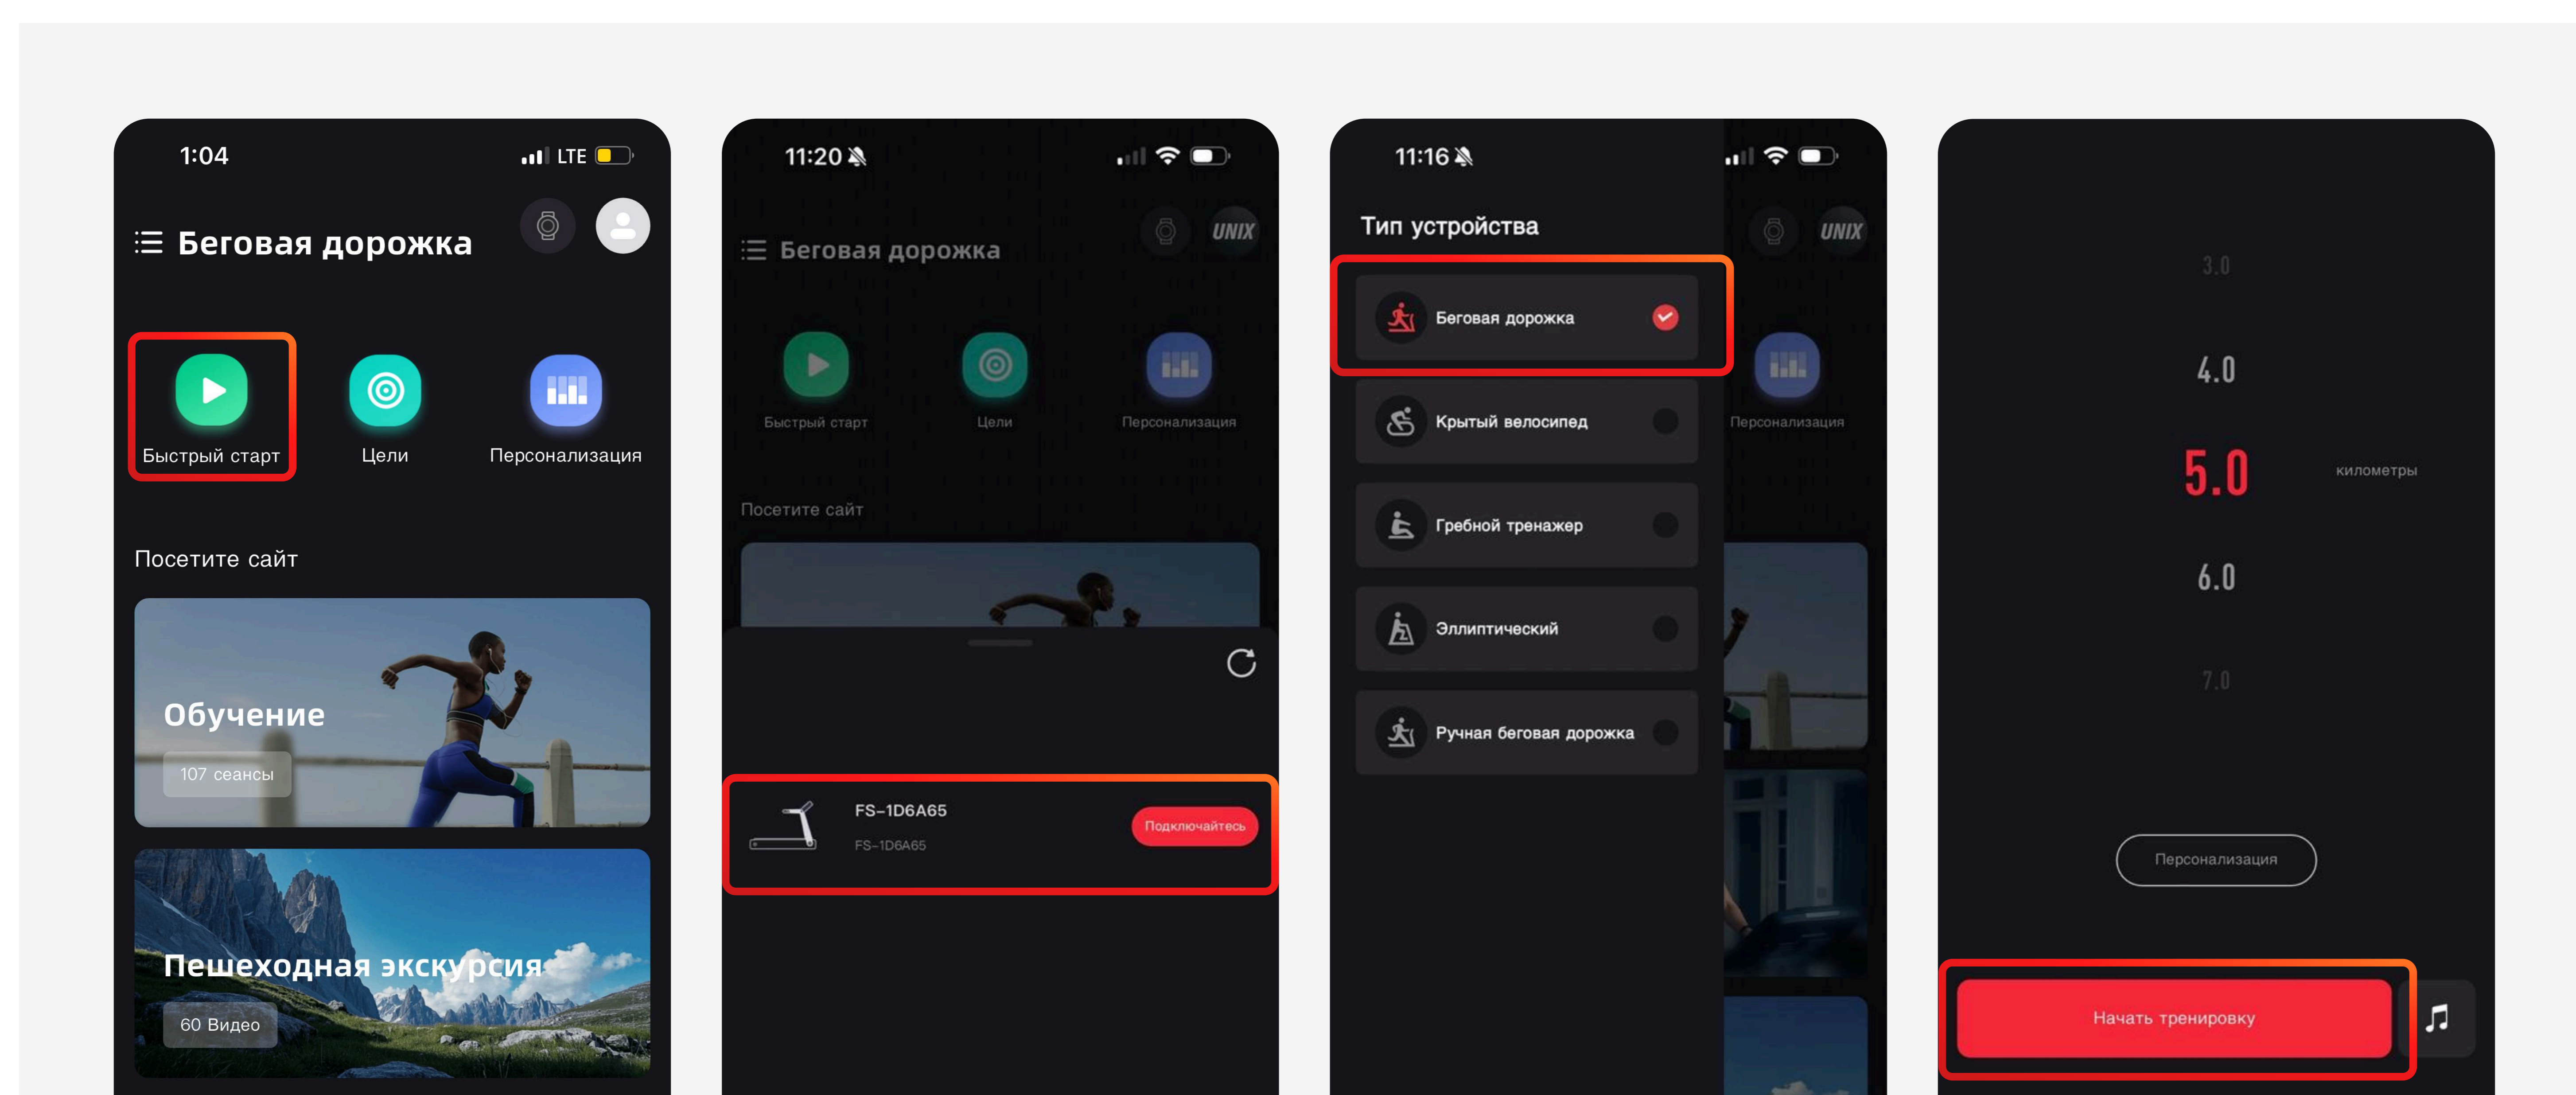 1:04
LTE
Беговая дорожка
Быстрый старт
Цели
Персонализация
Посетите сайт
Обучение
107 сеансы
Пешеходная экскурсия
60 Видео
11:20
UNIX
Беговая дорожка
Быстрый старт
Цели
Персонализация
Посетите сайт
FS-1D6A65
FS-1D6A65
Подключайтесь
11:16
UNIX
Тип устройства
Беговая дорожка
Крытый велосипед
Гребной тренажер
Эллиптический
Ручная беговая дорожка
Персонализация
3.0
4.0
5.0 километры
6.0
7.0
Персонализация
Начать тренировку